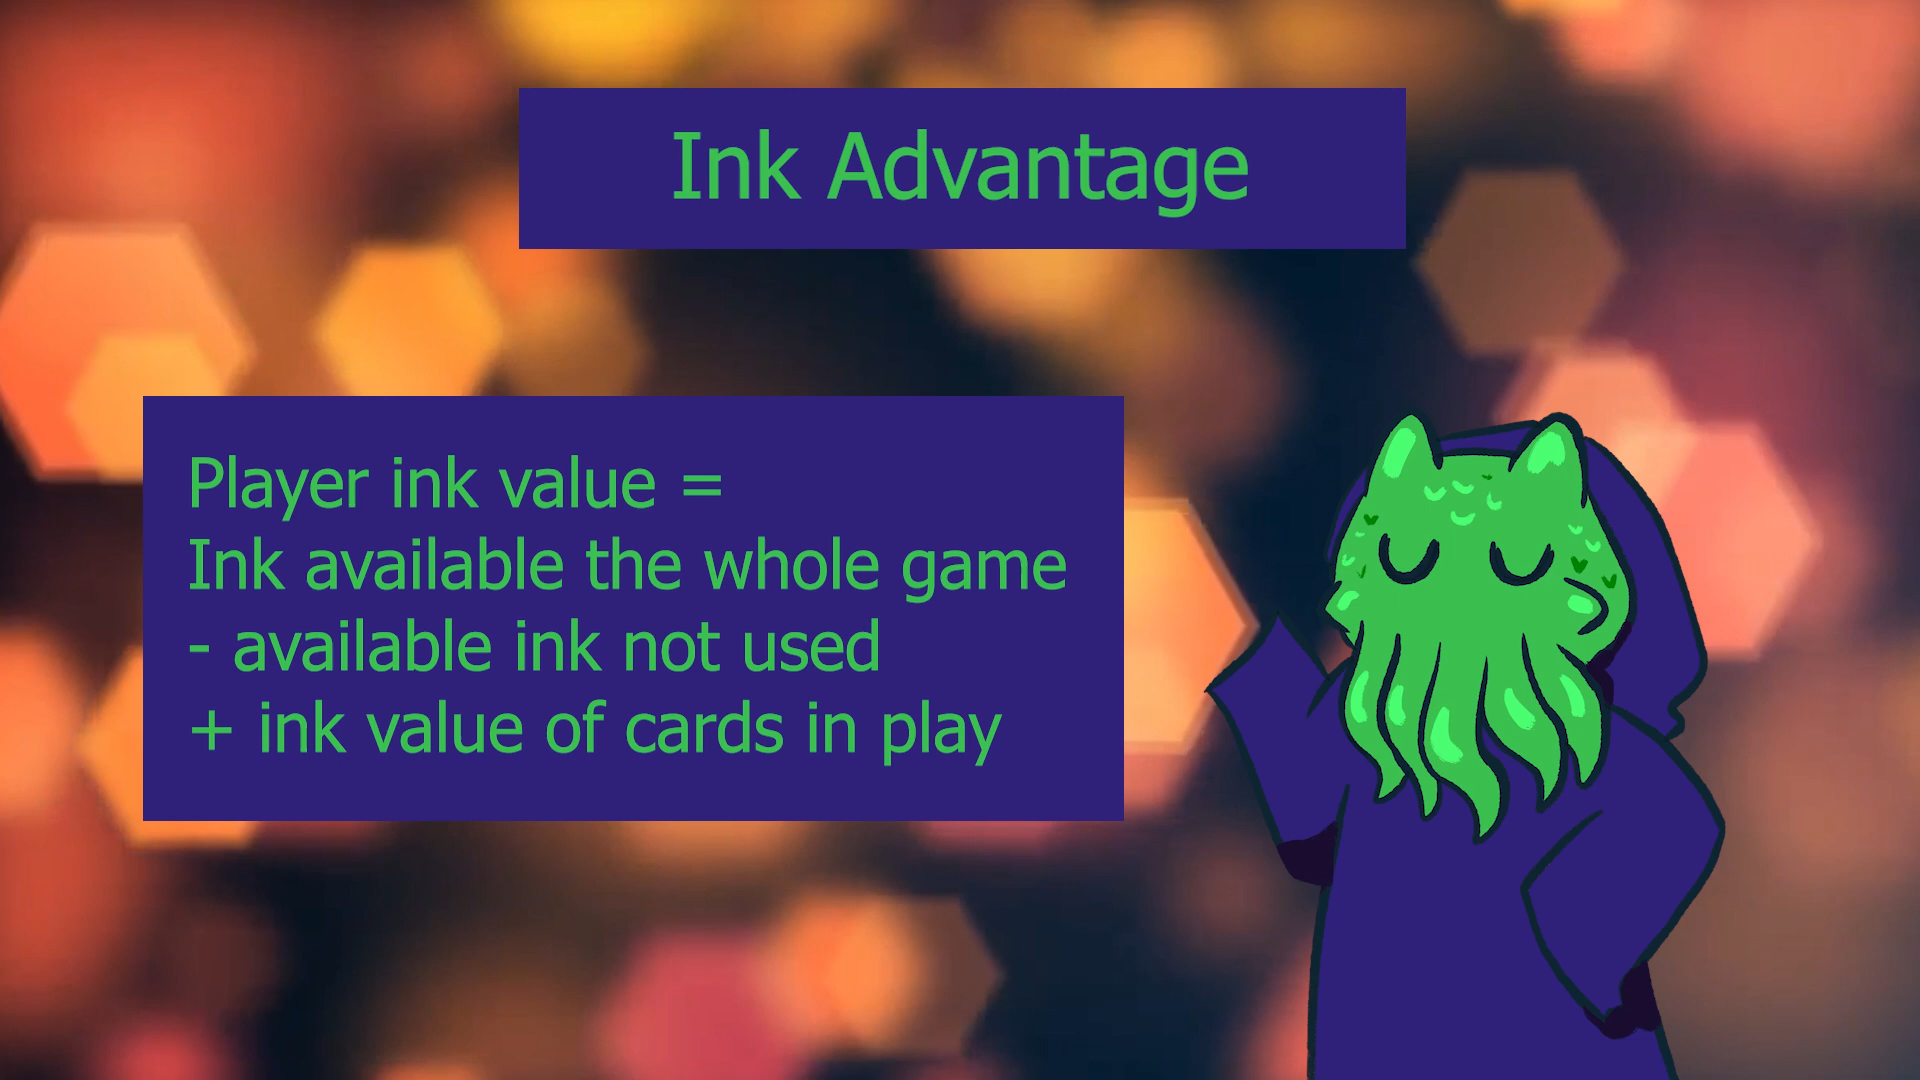 Ink Advantage
Player ink value =
Ink available the whole game
- available ink not used
+ ink value of cards in play